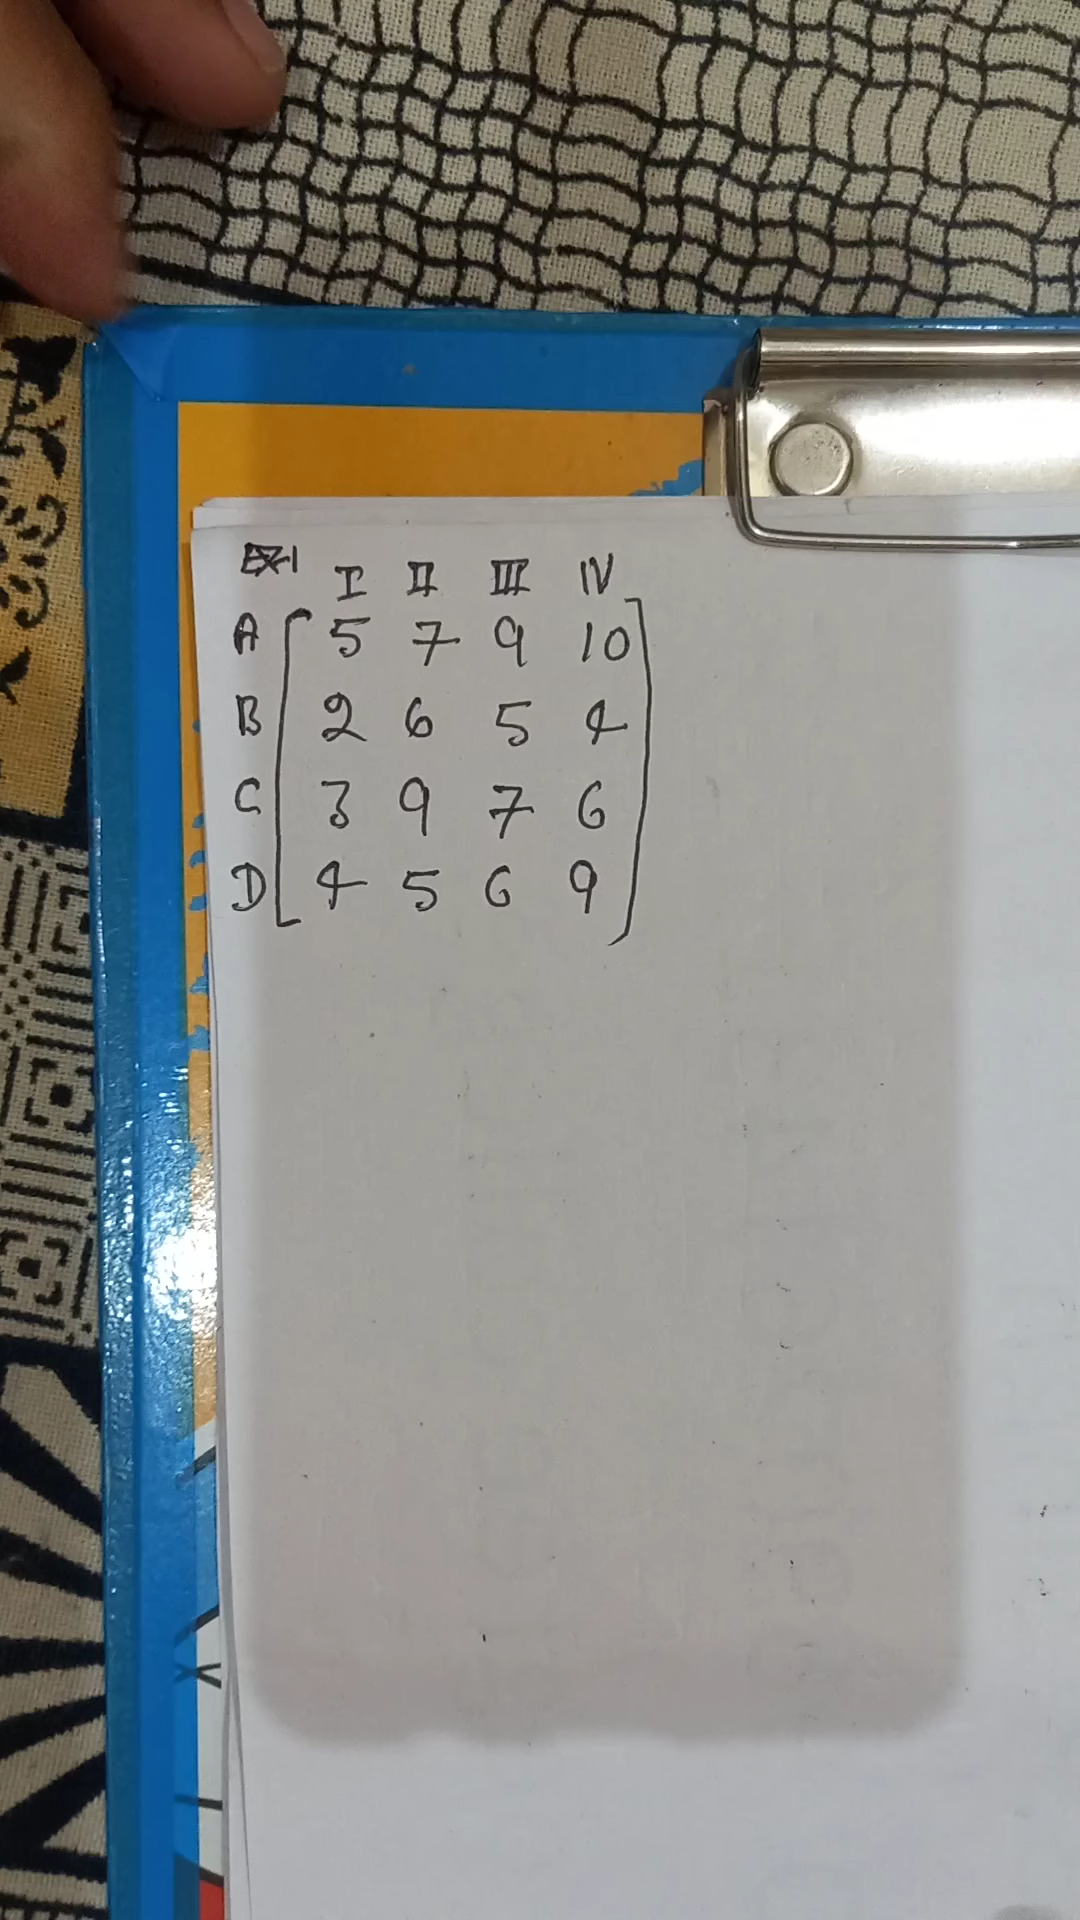 Ex-1
I II III IV
A [ 5 7 9 10 ]
B [ 2 6 5 4 ]
C [ 3 9 7 6 ]
D [ 4 5 6 9 ]